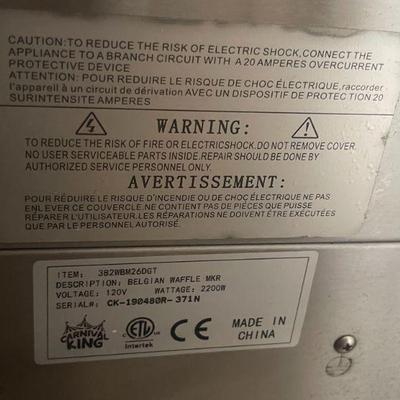 CAUTION:TO REDUCE THE RISK OF ELECTRIC SHOCK,CONNECT THE
APPLIANCE TO A BRANCH CIRCUIT WITH A 20 AMPERES OVERCURRENT
PROTECTIVE DEVICE
ATTENTION: POUR RÉDUIRE LE RISQUE DE CHOC ÉLECTRIQUE, raccorder
l'appareil à un circuit de dérivation AVEC UN DISPOSITIF DE PROTECTION 20
SURINTENSITE AMPERES
WARNING:
TO REDUCE THE RISK OF FIRE OR ELECTRICSHOCK.DO NOT REMOVE COVER.
NO USER SERVICEABLE PARTS INSIDE.REPAIR SHOULD BE DONE BY
AUTHORIZED SERVICE PERSONNEL ONLY.
AVERTISSEMENT:
POUR RÉDUIRE LE RISQUE D'INCENDIE OU DE CHOC ÉLECTRIQUE NE PAS
ENLEVER CE COUVERCLE.NE CONTIENT PAS DE PIÈCES PUISSE
RÉPARER L'UTILISATEUR.LES RÉPARATIONS NE DOIVENT ÊTRE EXÉCUTÉES
QUE PAR UN PERSONNEL AUTORISÉ
ITEM: 382WBM26DGT
DESCRIPTION: BELGIAN WAFFLE MKR
VOLTAGE: 120V WATTAGE: 2200W
SERIAL#: CK-190480R-371N
CARNIVAL
KING
ETL
Intertek
CE
MADE IN
CHINA